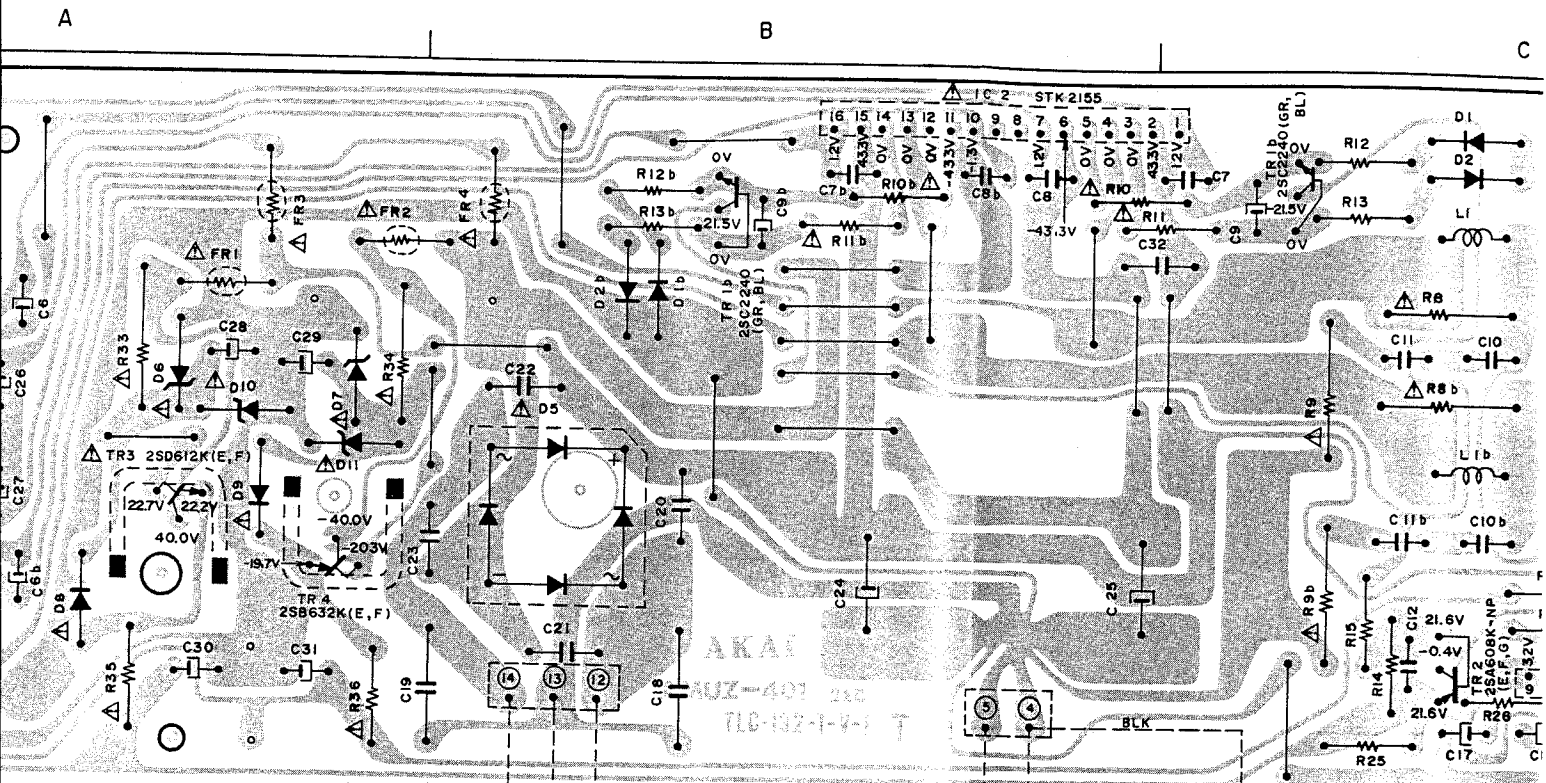 A
B
C
IC 2 STK 2155
16 15 14 13 12 11 10 9 8 7 6 5 4 3 2 1
1.2V
43.3V
0V
0V
0V
-43.3V
1.3V
1.2V
-43.3V
0V
0V
0V
43.3V
1.2V
TR 1b
2SC2240 (GR, BL)
0V
-21.5V
0V
R12
R13
D1
D2
L1
R12b
R13b
0V
21.5V
0V
C9b
C7b
R10b
C8b
C8
R10
C7
R11b
R11
C32
C9
FR3
FR4
FR2
FR1
D2b
D1b
TR 1b
2SC2240
(GR, BL)
C6
C28
C29
R33
D6
D10
D7
R34
C26
C22
D5
R8
C11
C10
R8b
R9
TR3 2SD612K(E,F)
D11
L1b
C27
D9
22.7V 22.2V
40.0V
-40.0V
-20.3V
-19.7V
~
+
-
~
C23
C20
C11b
C10b
C6b
D8
TR 4
2SB632K(E,F)
C24
C 25
R9b
R15
C12
21.6V
-0.4V
TR 2
2SA608K-NP
(E,F,G)
R14
21.6V
R26
C21
AKAI
14 13 12
C30
C31
R35
R36
C19
C18
5 4
BLK
C17
R25